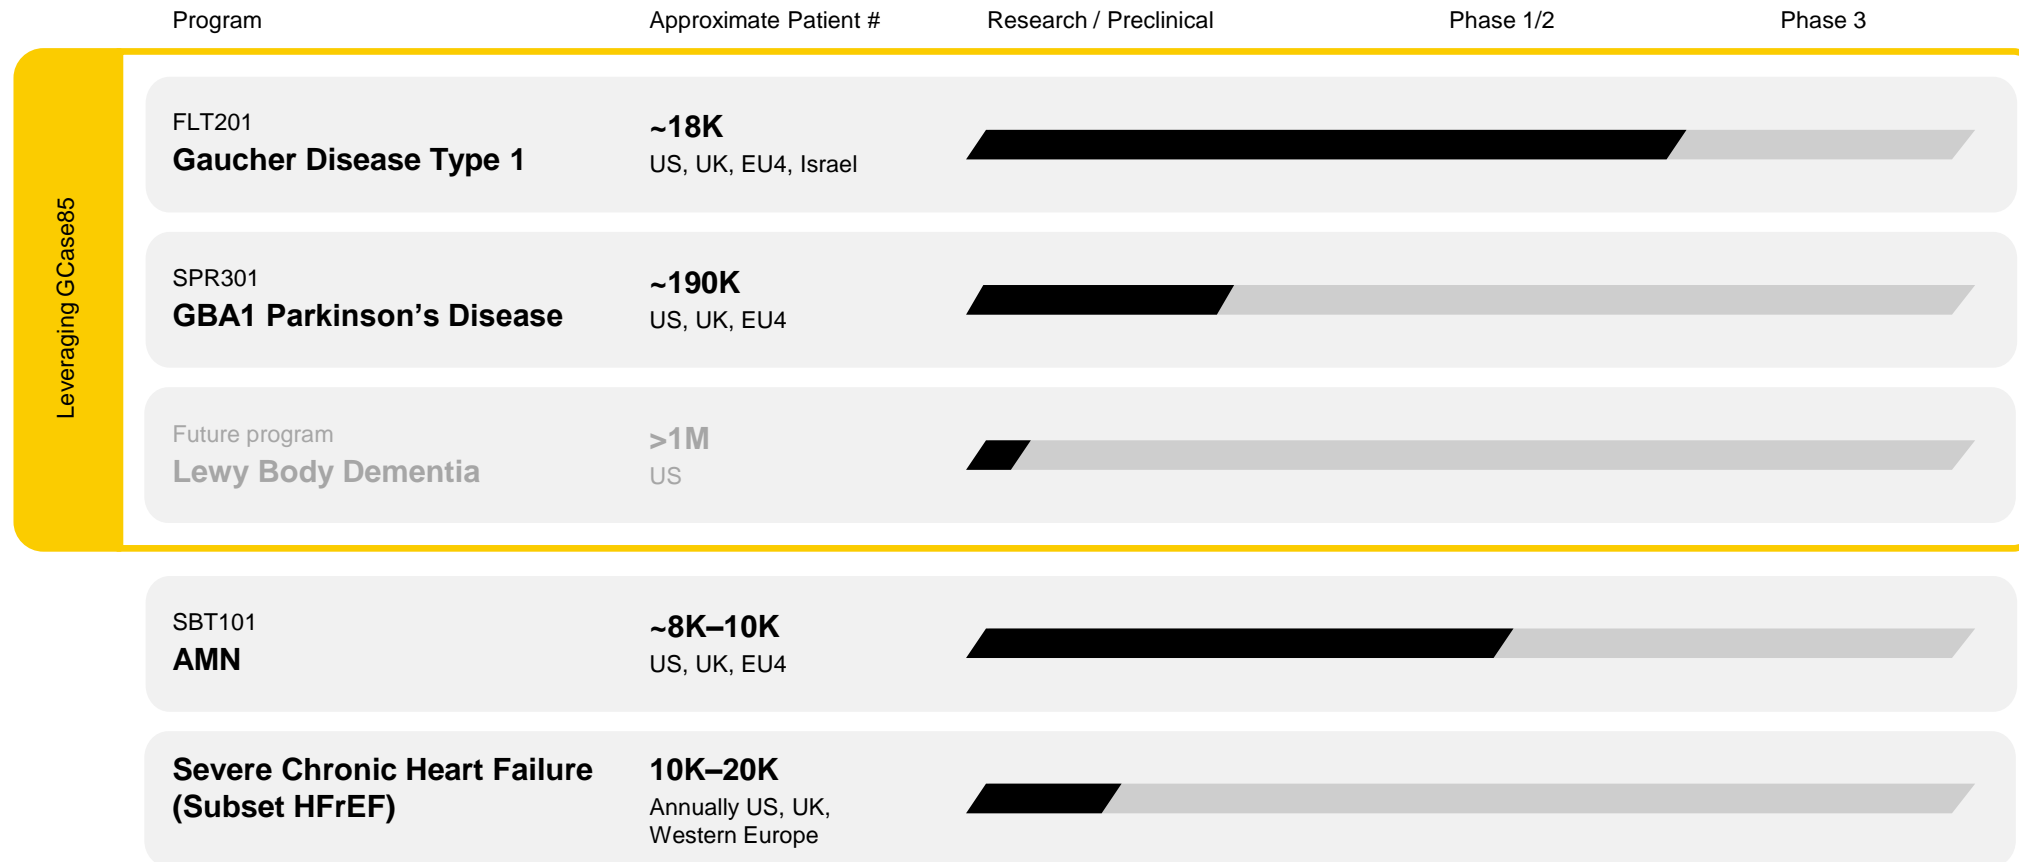 Program
Approximate Patient #
Research / Preclinical
Phase 1/2
Phase 3
Leveraging GCase85
FLT201
Gaucher Disease Type 1
~18K
US, UK, EU4, Israel
SPR301
GBA1 Parkinson’s Disease
~190K
US, UK, EU4
Future program
Lewy Body Dementia
>1M
US
SBT101
AMN
~8K–10K
US, UK, EU4
Severe Chronic Heart Failure
(Subset HFrEF)
10K–20K
Annually US, UK,
Western Europe